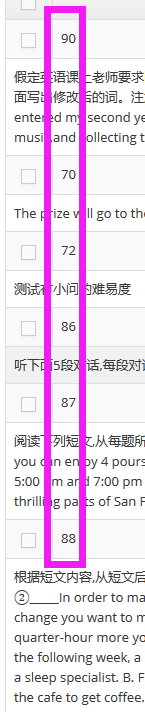 90
假定英语课上老师要求
面写出修改后的词。注
entered my second ye
music,and collecting t
70
The prize will go to the
72
测试有小问的难易度
86
听下面5段对话,每段对话
87
阅读下列短文,从每题所
you can enjoy 4 pours
5:00 pm and 7:00 pm
thrilling parts of San F
88
根据短文内容,从短文后
②_____In order to ma
change you want to m
quarter-hour more yo
the following week, a
a sleep specialist. B. F
the cafe to get coffee.